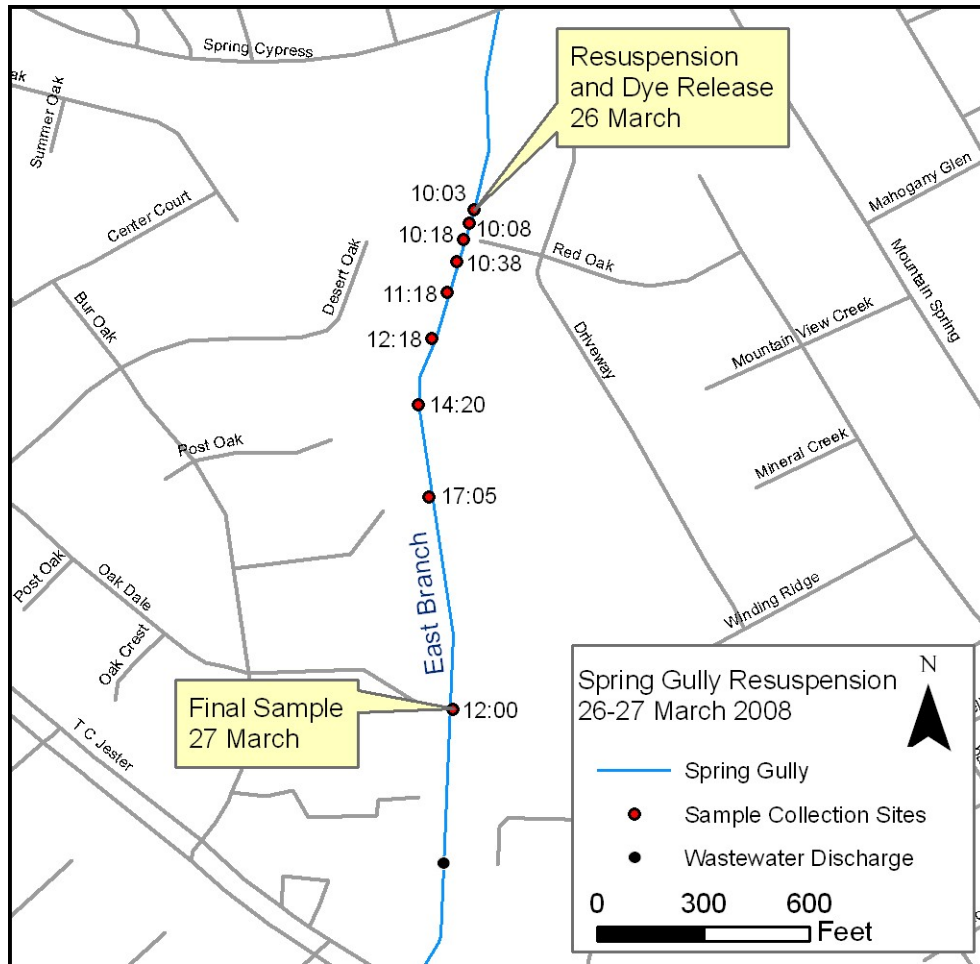 Spring Cypress
Resuspension
and Dye Release
26 March
Summer Oak
Center Court
Mahogany Glen
10:03
10:08
10:18
10:38
Red Oak
Desert Oak
Mountain Spring
Bur Oak
11:18
12:18
Driveway
Mountain View Creek
14:20
Post Oak
Mineral Creek
17:05
East Branch
Post Oak
Oak Dale
Winding Ridge
Oak Crest
Final Sample
27 March
12:00
T C Jester
Spring Gully Resuspension
26-27 March 2008
N
Spring Gully
Sample Collection Sites
Wastewater Discharge
0 300 600
Feet